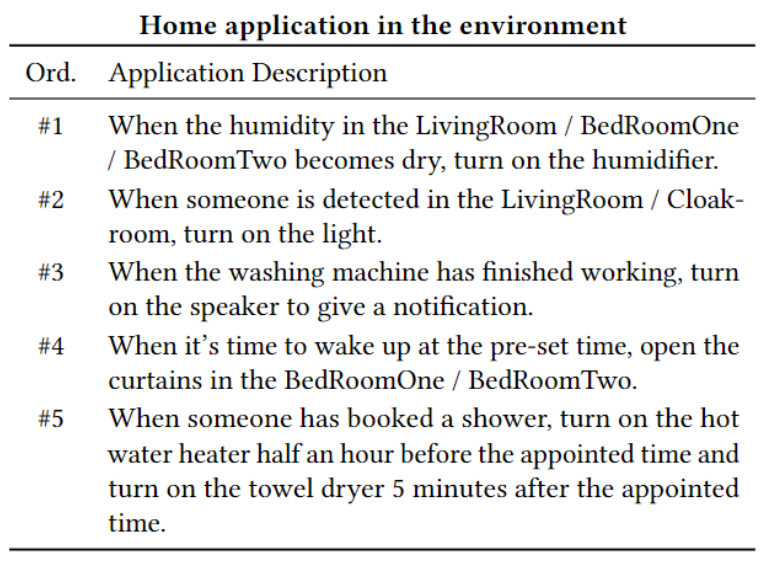 Home application in the environment
Ord. Application Description
#1 When the humidity in the LivingRoom / BedRoomOne
/ BedRoomTwo becomes dry, turn on the humidifier.
#2 When someone is detected in the LivingRoom / Cloak-
room, turn on the light.
#3 When the washing machine has finished working, turn
on the speaker to give a notification.
#4 When it's time to wake up at the pre-set time, open the
curtains in the BedRoomOne / BedRoomTwo.
#5 When someone has booked a shower, turn on the hot
water heater half an hour before the appointed time and
turn on the towel dryer 5 minutes after the appointed
time.